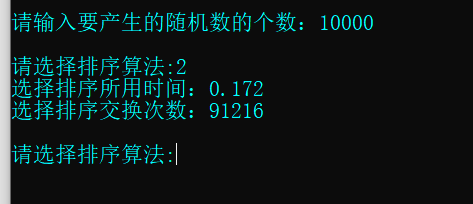 请输入要产生的随机数的个数：10000
请选择排序算法:2
选择排序所用时间：0.172
选择排序交换次数：91216
请选择排序算法: